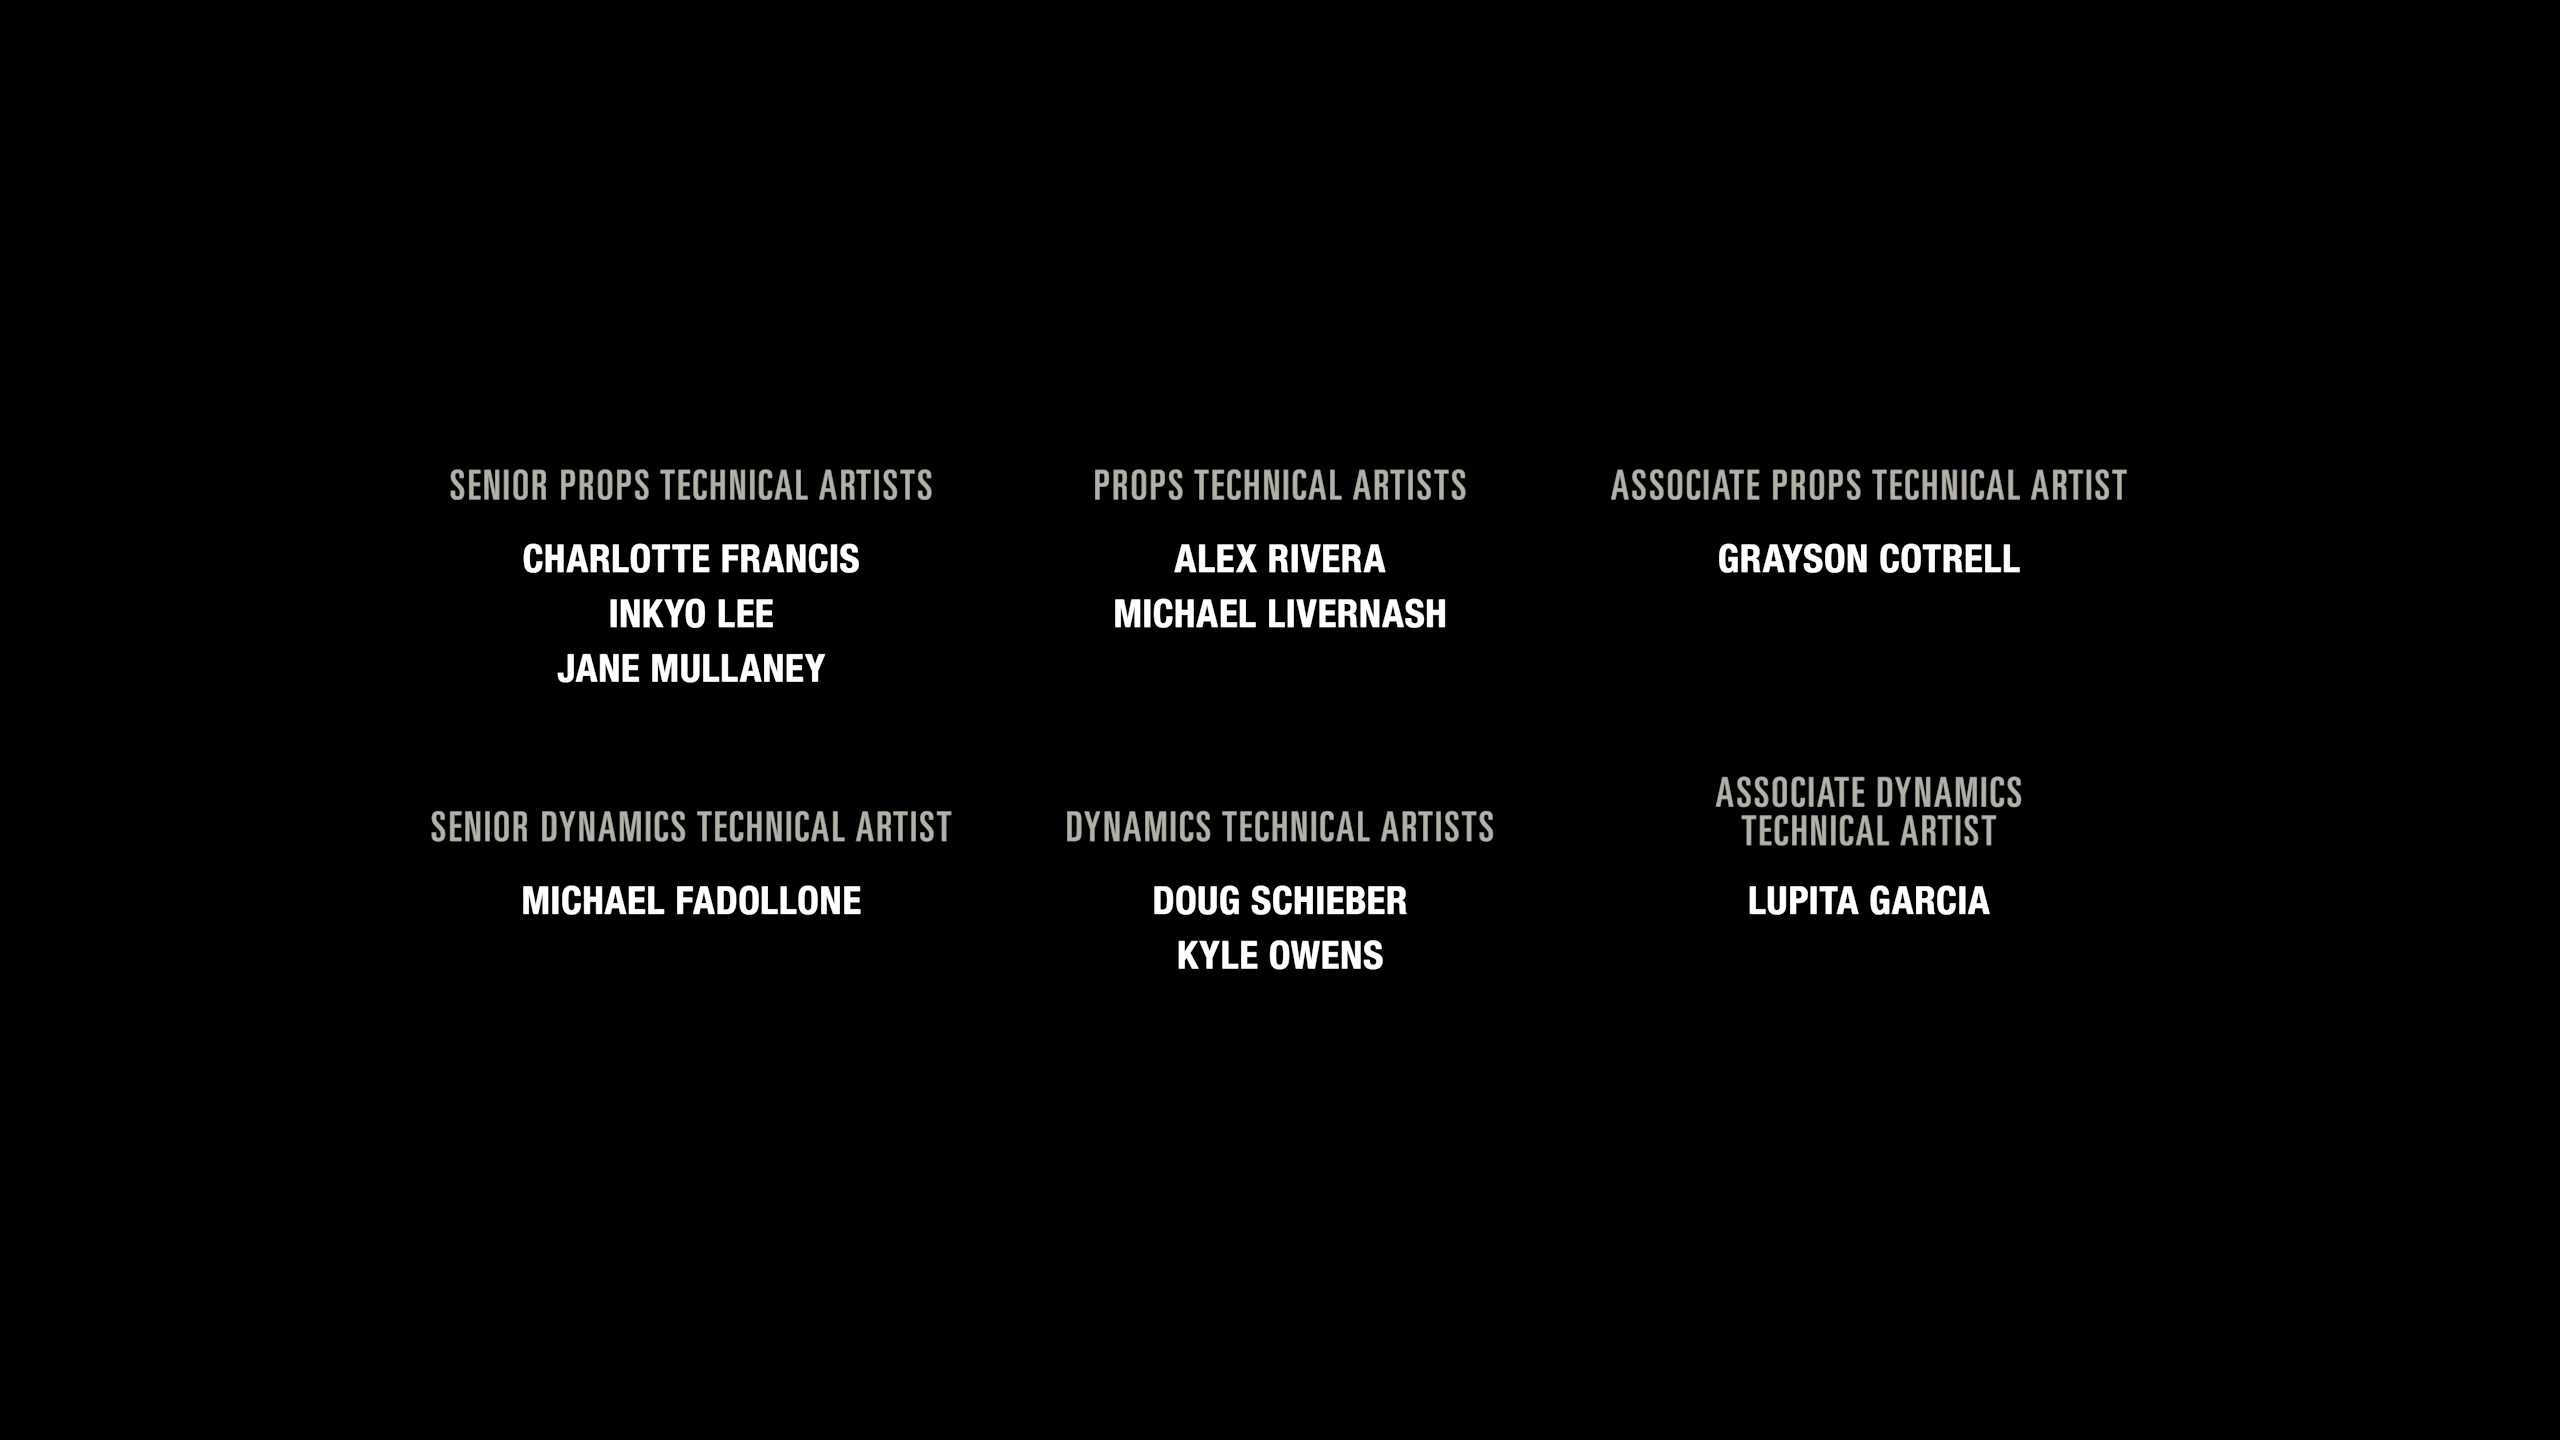 SENIOR PROPS TECHNICAL ARTISTS
CHARLOTTE FRANCIS
INKYO LEE
JANE MULLANEY
PROPS TECHNICAL ARTISTS
ALEX RIVERA
MICHAEL LIVERNASH
ASSOCIATE PROPS TECHNICAL ARTIST
GRAYSON COTRELL
SENIOR DYNAMICS TECHNICAL ARTIST
MICHAEL FADOLLONE
DYNAMICS TECHNICAL ARTISTS
DOUG SCHIEBER
KYLE OWENS
ASSOCIATE DYNAMICS
TECHNICAL ARTIST
LUPITA GARCIA